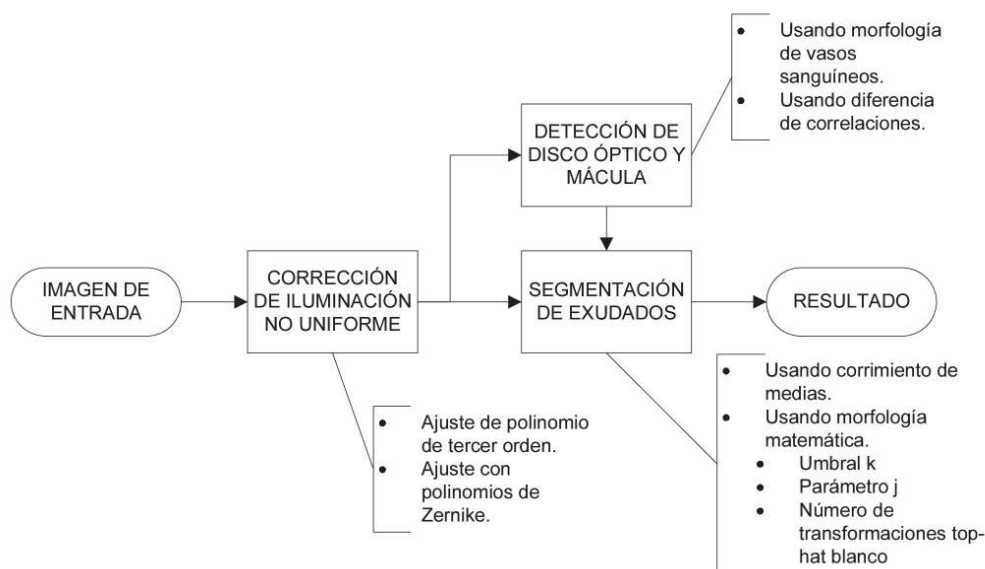 IMAGEN DE
ENTRADA
CORRECCIÓN
DE ILUMINACIÓN
NO UNIFORME
• Ajuste de polinomio
de tercer orden.
• Ajuste con
polinomios de
Zernike.
DETECCIÓN DE
DISCO ÓPTICO Y
MÁCULA
• Usando morfología
de vasos
sanguíneos.
• Usando diferencia
de correlaciones.
SEGMENTACIÓN
DE EXUDADOS
• Usando corrimiento de
medias.
• Usando morfología
matemática.
• Umbral k
• Parámetro j
• Número de
transformaciones top-
hat blanco
RESULTADO